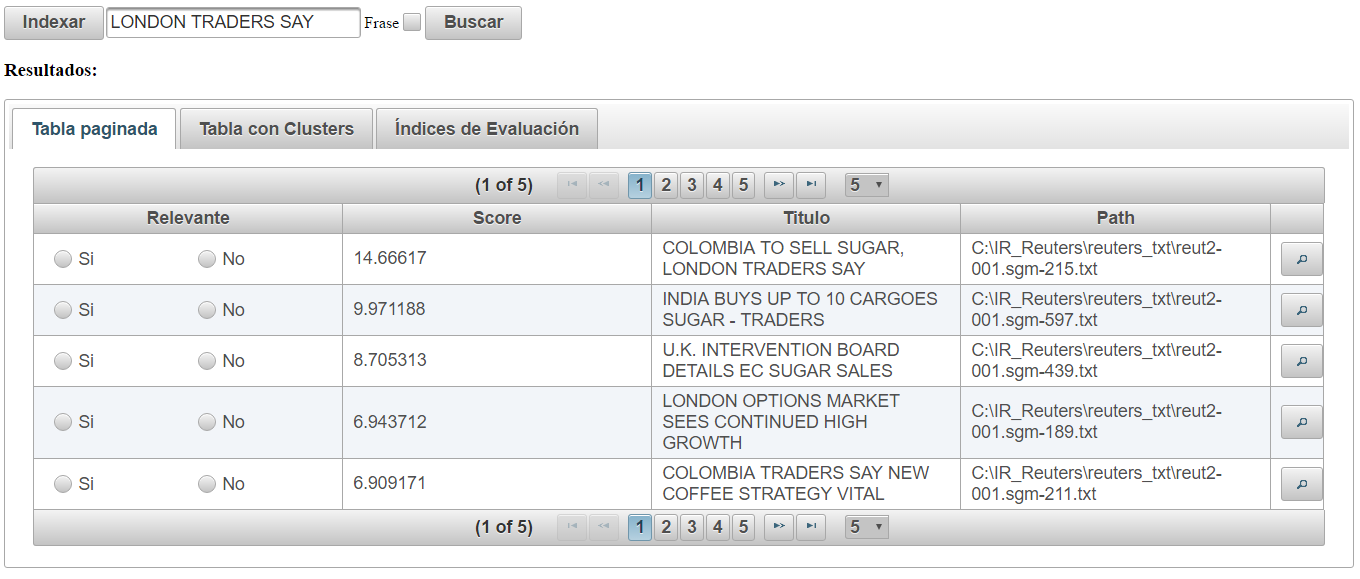 Indexar LONDON TRADERS SAY Frase Buscar
Resultados:
Tabla paginada Tabla con Clusters Índices de Evaluación
(1 of 5) 1 2 3 4 5 5
Relevante Score Titulo Path
Si No 14.66617 COLOMBIA TO SELL SUGAR, C:\IR_Reuters\reuters_txt\reut2-
LONDON TRADERS SAY 001.sgm-215.txt
Si No 9.971188 INDIA BUYS UP TO 10 CARGOES C:\IR_Reuters\reuters_txt\reut2-
SUGAR - TRADERS 001.sgm-597.txt
Si No 8.705313 U.K. INTERVENTION BOARD C:\IR_Reuters\reuters_txt\reut2-
DETAILS EC SUGAR SALES 001.sgm-439.txt
Si No 6.943712 LONDON OPTIONS MARKET C:\IR_Reuters\reuters_txt\reut2-
SEES CONTINUED HIGH 001.sgm-189.txt
GROWTH
Si No 6.909171 COLOMBIA TRADERS SAY NEW C:\IR_Reuters\reuters_txt\reut2-
COFFEE STRATEGY VITAL 001.sgm-211.txt
(1 of 5) 1 2 3 4 5 5